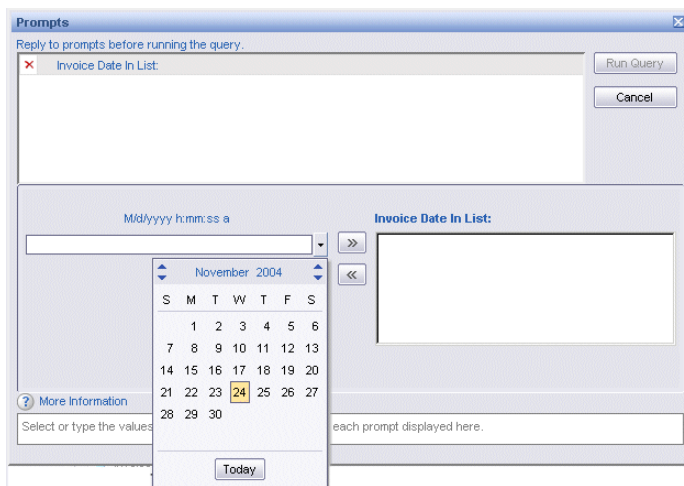 Prompts
Reply to prompts before running the query.
Invoice Date In List:
Run Query
Cancel
M/d/yyyy h:mm:ss a
Invoice Date In List:
November 2004
S M T W T F S
1 2 3 4 5 6
7 8 9 10 11 12 13
14 15 16 17 18 19 20
21 22 23 24 25 26 27
28 29 30
More Information
Select or type the values each prompt displayed here.
Today